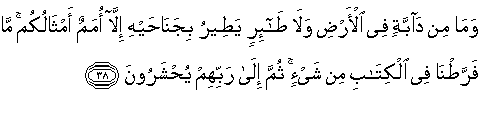 وَمَا مِن دَآبَّةٍ فِى ٱلْأَرْضِ وَلَا طَـٰٓئِرٍ يَطِيرُ بِجَنَاحَيْهِ إِلَّآ أُمَمٌ أَمْثَالُكُم ۚ مَّا
فَرَّطْنَا فِى ٱلْكِتَـٰبِ مِن شَىْءٍ ۚ ثُمَّ إِلَىٰ رَبِّهِمْ يُحْشَرُونَ ﴿٣٨﴾